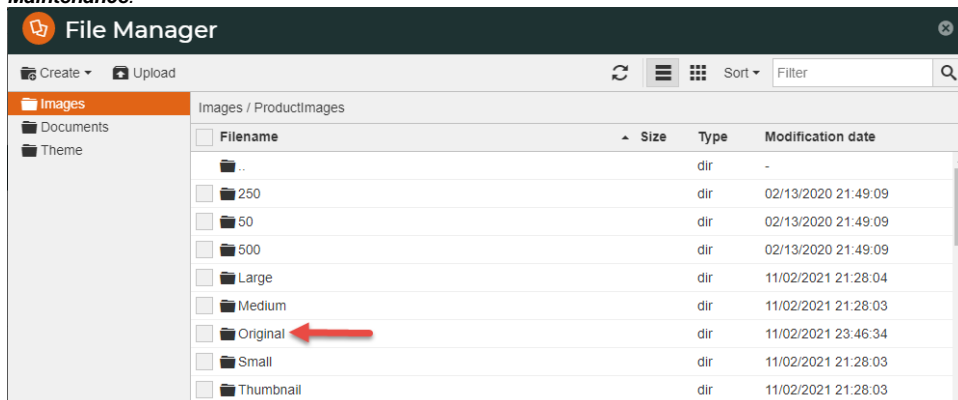 Maintenance.
File Manager
Create Upload Sort Filter
Images Images / ProductImages
Documents Filename Size Type Modification date
Theme
.. dir -
250 dir 02/13/2020 21:49:09
50 dir 02/13/2020 21:49:09
500 dir 02/13/2020 21:49:09
Large dir 11/02/2021 21:28:04
Medium dir 11/02/2021 21:28:03
Original dir 11/02/2021 23:46:34
Small dir 11/02/2021 21:28:03
Thumbnail dir 11/02/2021 21:28:03